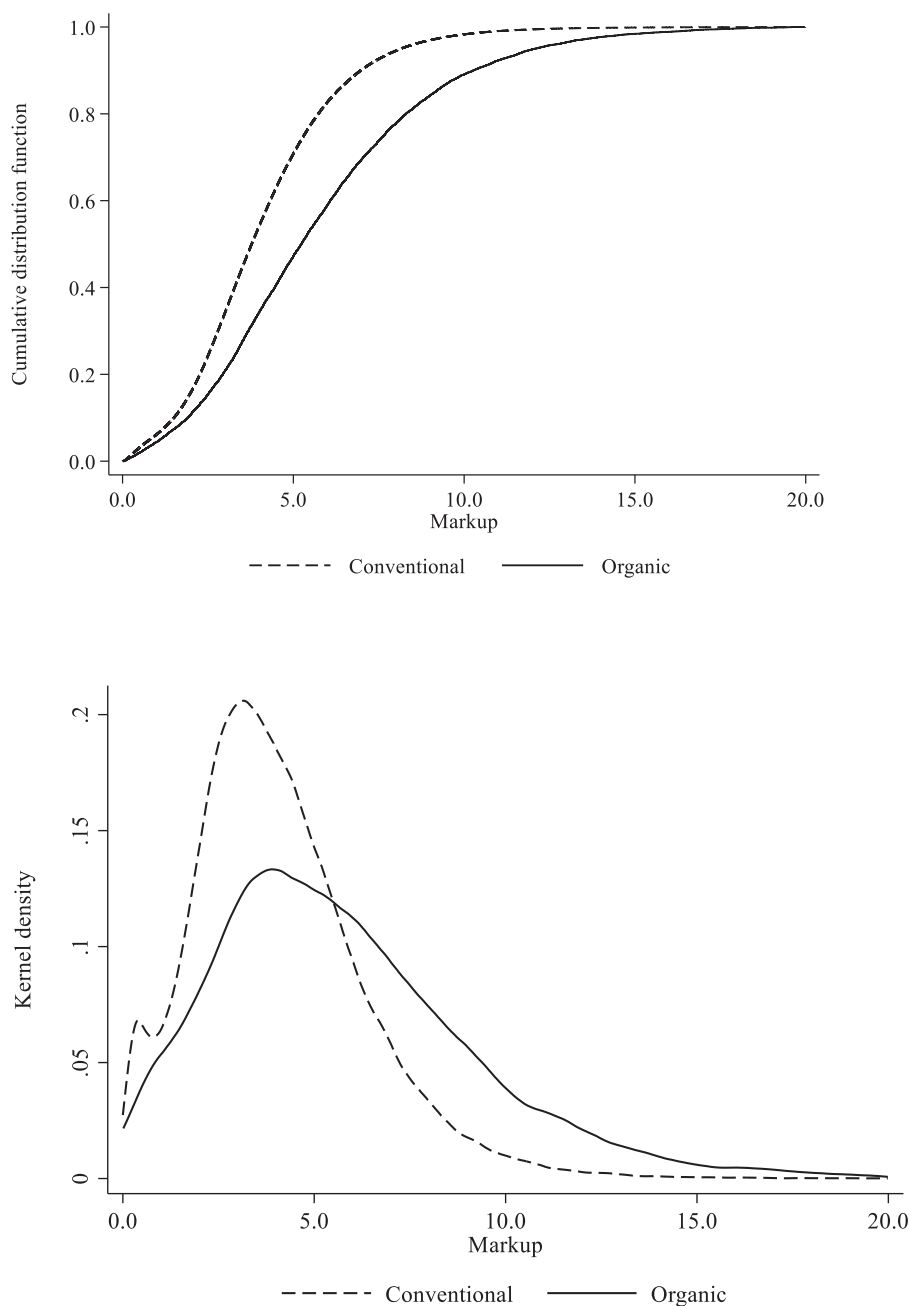 1.0
0.8
0.6
0.4
0.2
0.0
Cumulative distribution function
0.0 5.0 10.0 15.0 20.0
Markup
Conventional Organic
.2
.15
.1
.05
0
Kernel density
0.0 5.0 10.0 15.0 20.0
Markup
Conventional Organic